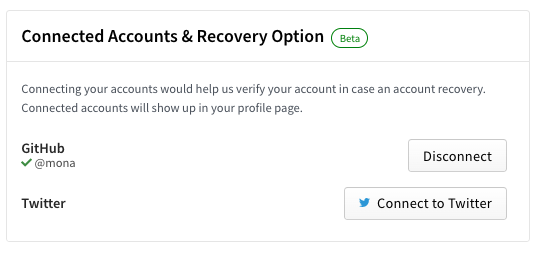 Connected Accounts & Recovery Option Beta
Connecting your accounts would help us verify your account in case an account recovery.
Connected accounts will show up in your profile page.
GitHub
@mona
Disconnect
Twitter
Connect to Twitter